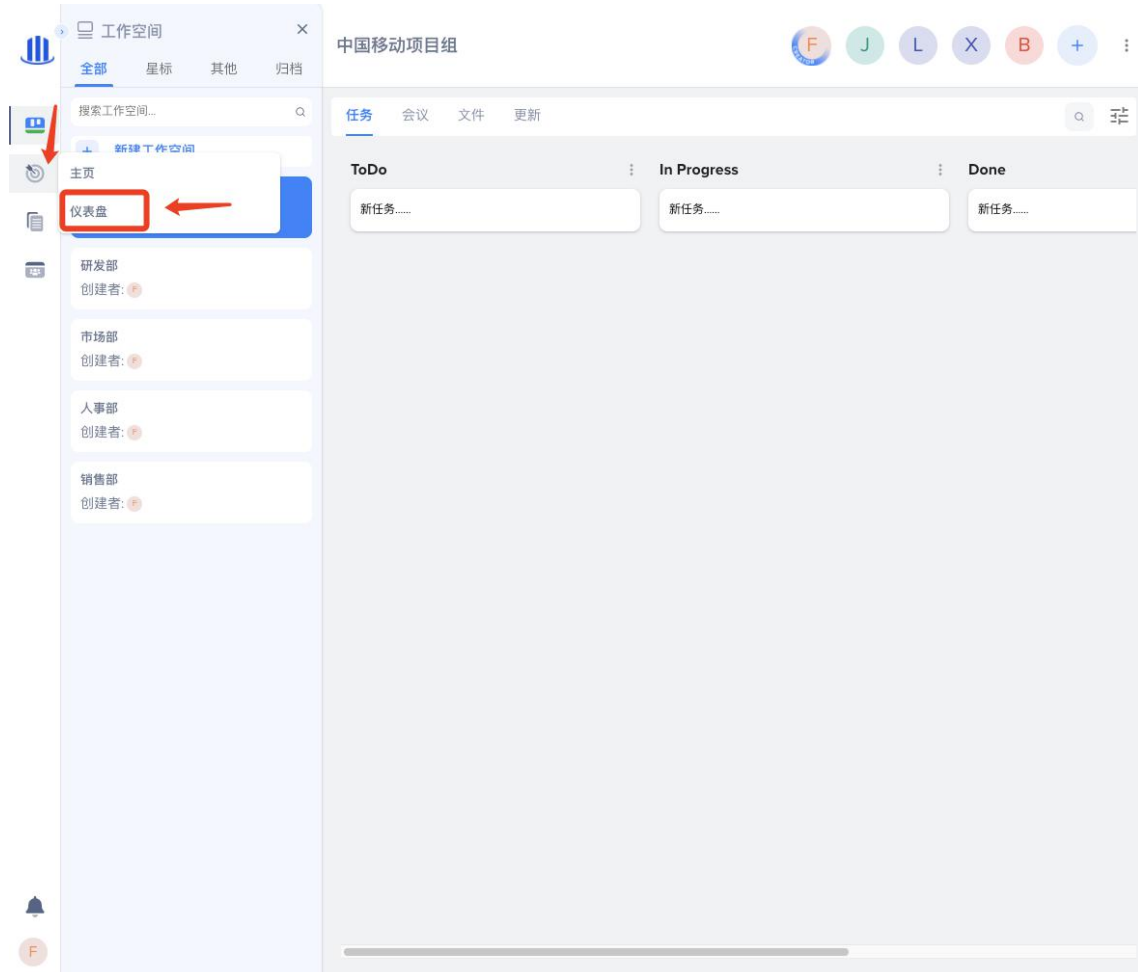 工作空间
全部 星标 其他 归档
搜索工作空间...
+ 新建工作空间
主页
仪表盘
研发部
创建者: F
市场部
创建者: F
人事部
创建者: F
销售部
创建者: F
F
中国移动项目组
F J L X B +
CREATOR
任务 会议 文件 更新
ToDo In Progress Done
新任务...... 新任务...... 新任务......